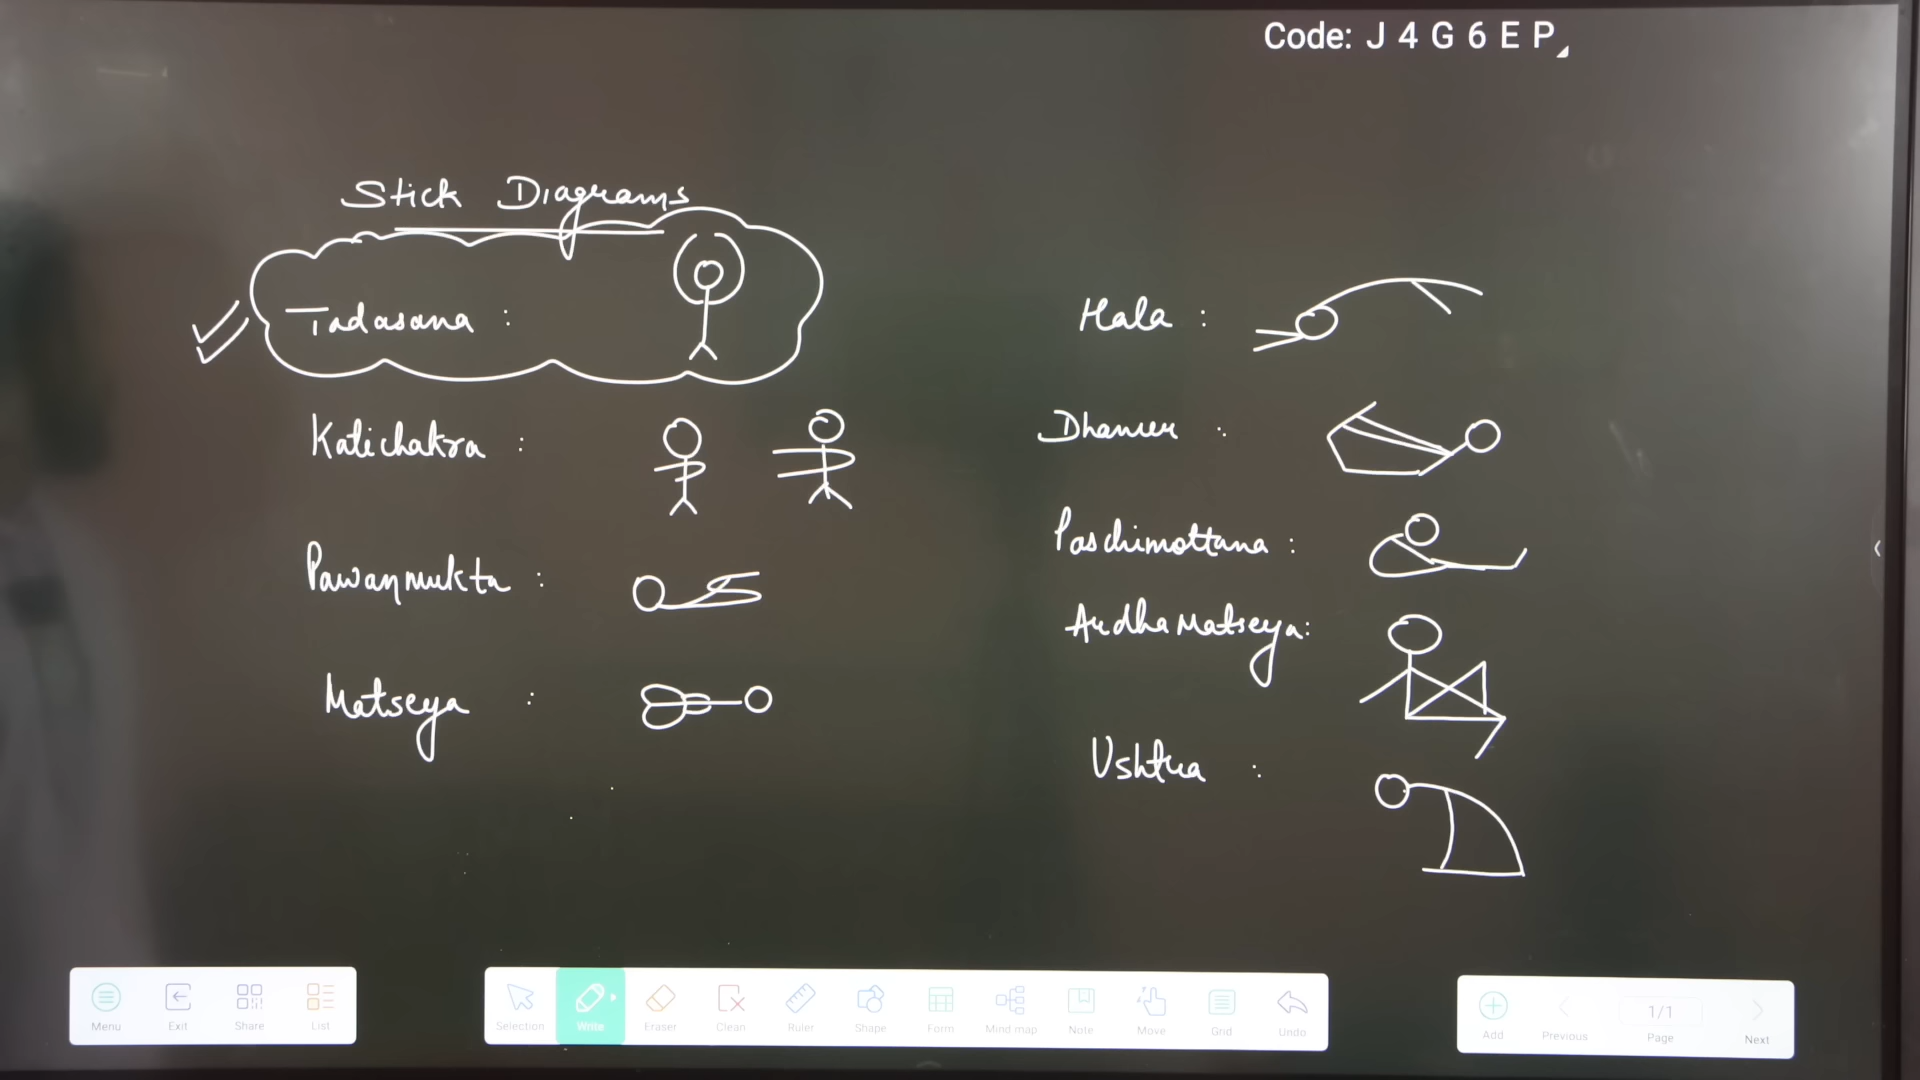 Code: J 4 G 6 E P
Stick Diagrams
Tadasana :
Katichakra :
Pawanmukta :
Matseya :
Hala :
Dhanur :
Paschimottana :
Ardha Matseya:
Ushtra :
Menu
Exit
Share
List
Selection
Write
Eraser
Clean
Ruler
Shape
Form
Mind map
Note
Move
Grid
Undo
Add
Previous
1/1
Page
Next